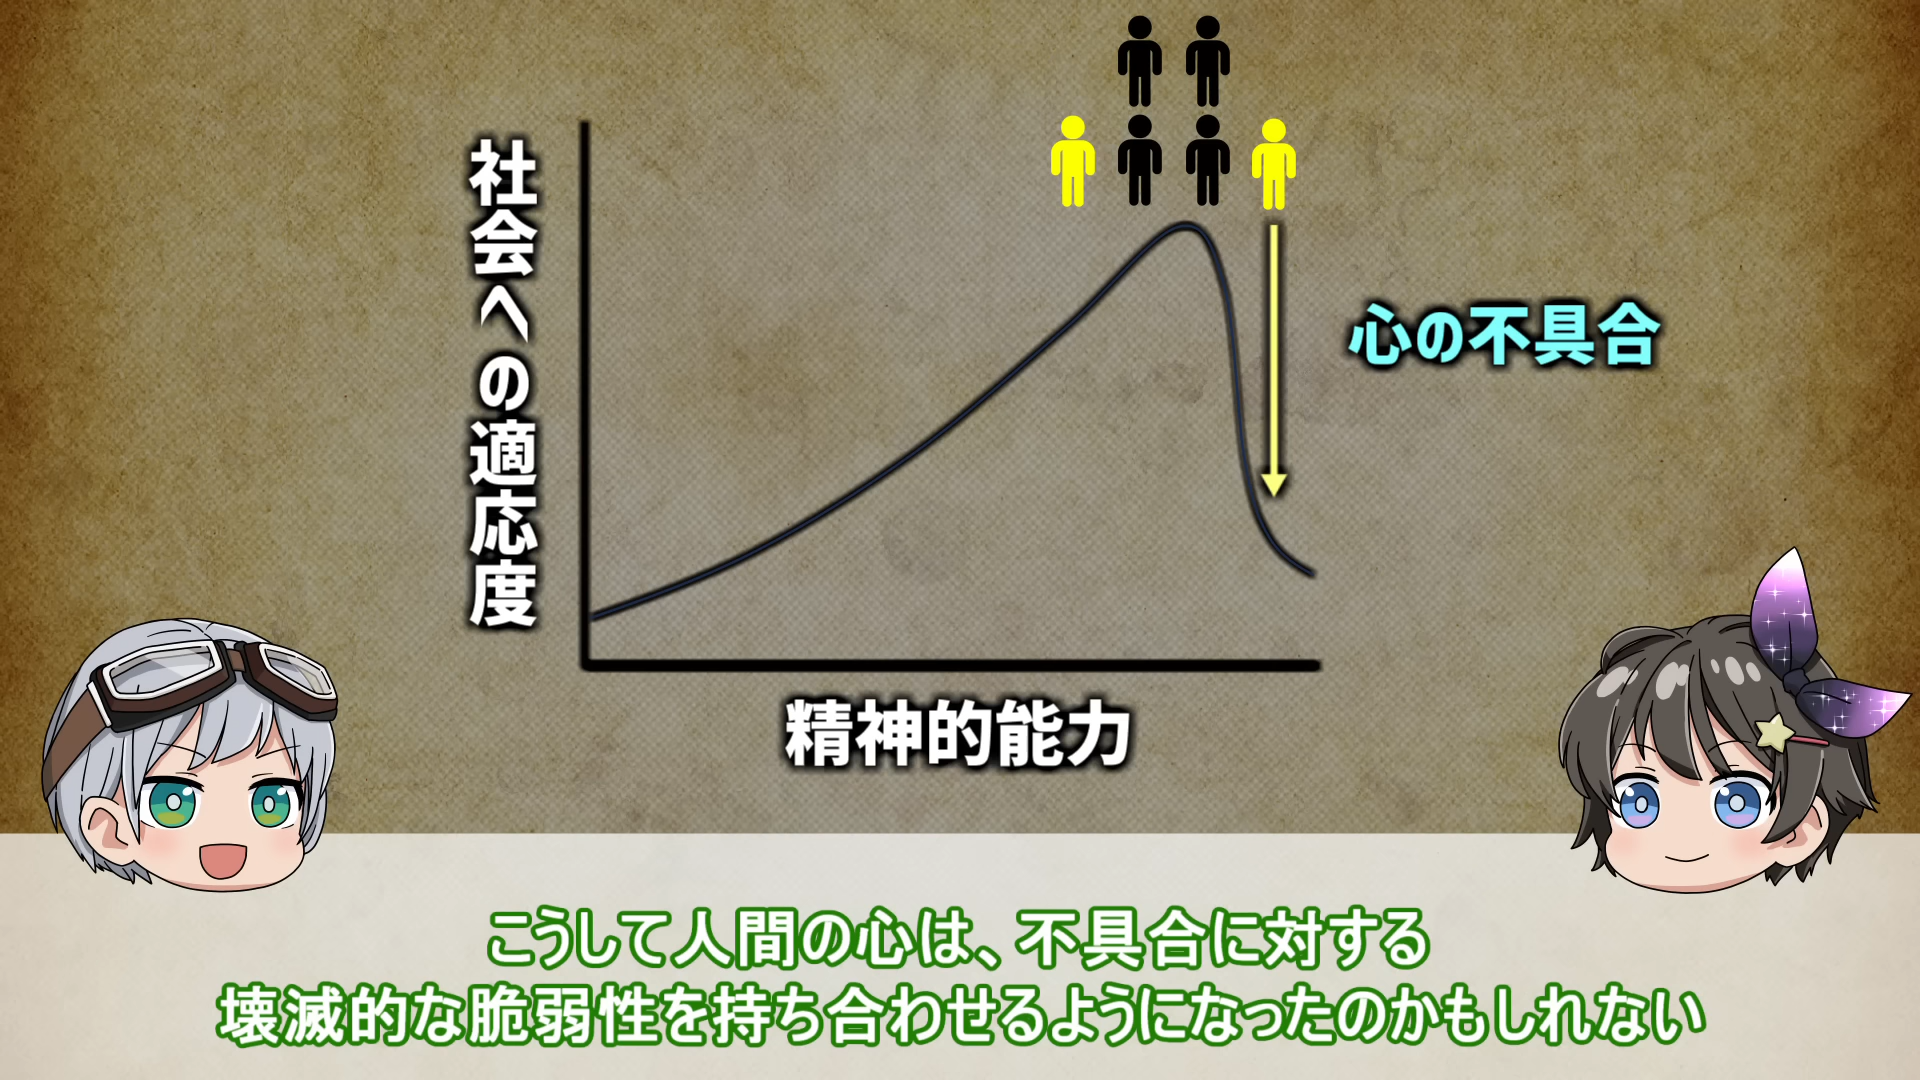 社会への適応度
心の不具合
精神的能力
こうして人間の心は、不具合に対する
壊滅的な脆弱性を持ち合わせるようになったのかもしれない